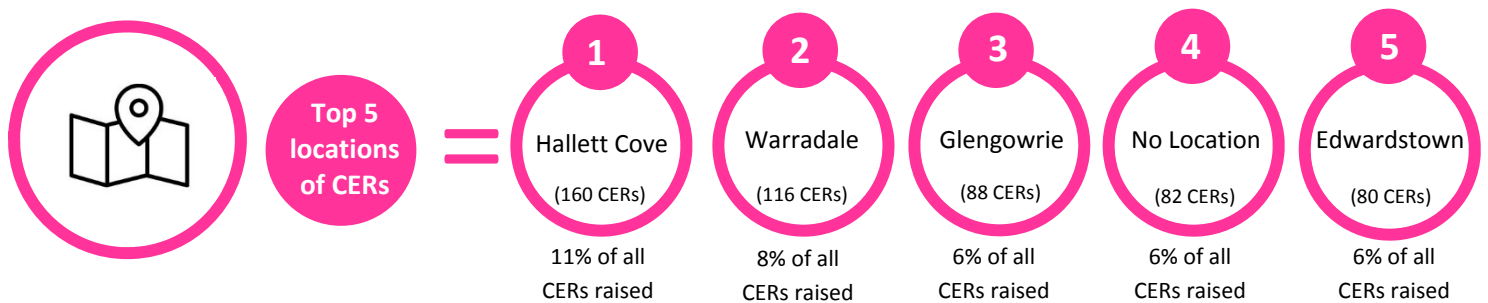 Top 5
locations
of CERs
1
Hallett Cove
(160 CERs)
11% of all
CERs raised
2
Warradale
(116 CERs)
8% of all
CERs raised
3
Glengowrie
(88 CERs)
6% of all
CERs raised
4
No Location
(82 CERs)
6% of all
CERs raised
5
Edwardstown
(80 CERs)
6% of all
CERs raised